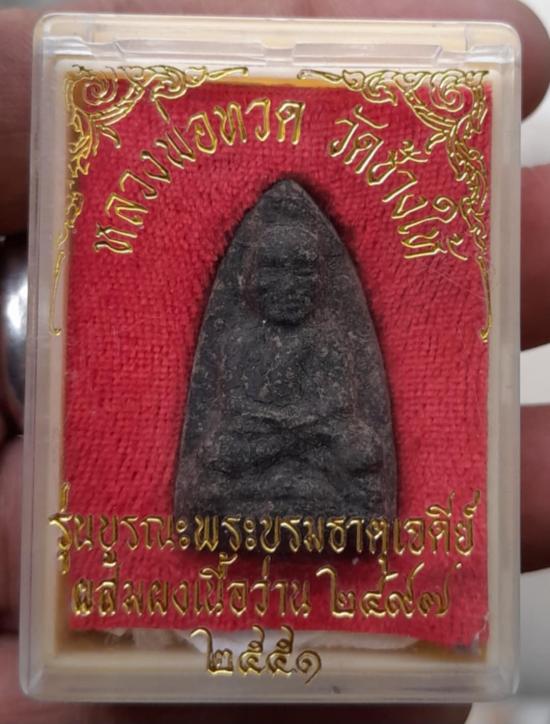 หลวงพ่อทวด วัดช้างให้
รุ่นบูรณะพระบรมธาตุเจดีย์
ผสมผงเนื้อว่าน ๒๔๙๗
๒๕๕๑